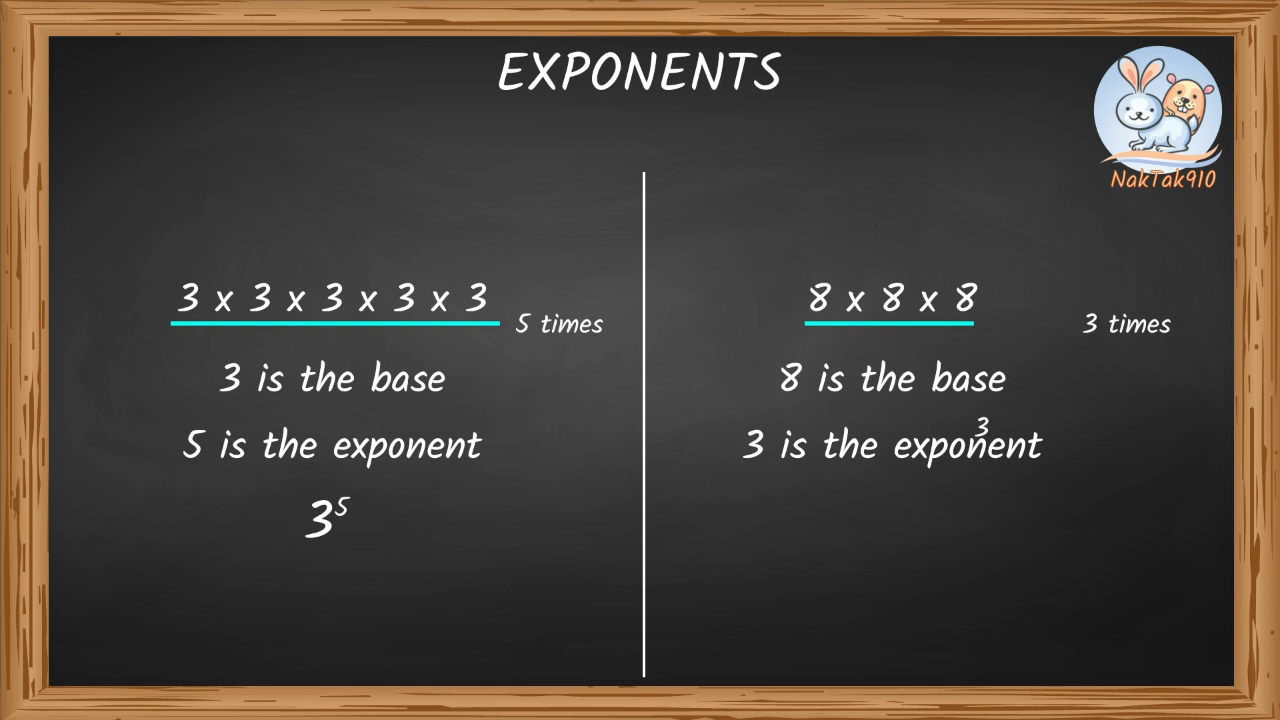 EXPONENTS
NakTak910
3 x 3 x 3 x 3 x 3
5 times
3 is the base
5 is the exponent
3⁵
8 x 8 x 8
3 times
8 is the base
3
3 is the exponent